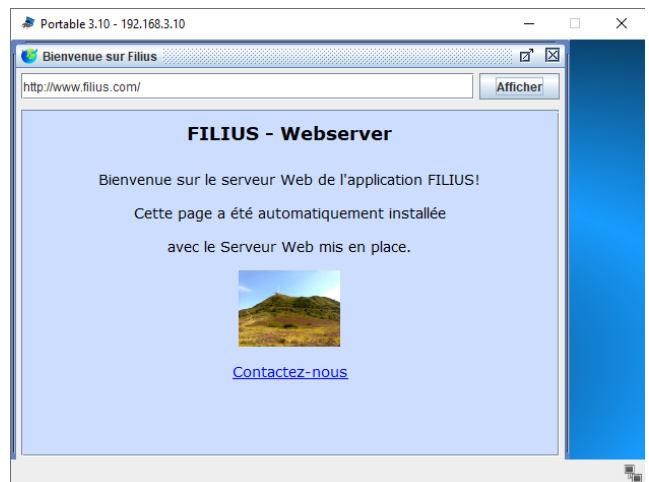 Portable 3.10 - 192.168.3.10
Bienvenue sur Filius
http://www.filius.com/
Afficher
FILIUS - Webserver
Bienvenue sur le serveur Web de l'application FILIUS!
Cette page a été automatiquement installée
avec le Serveur Web mis en place.
Contactez-nous